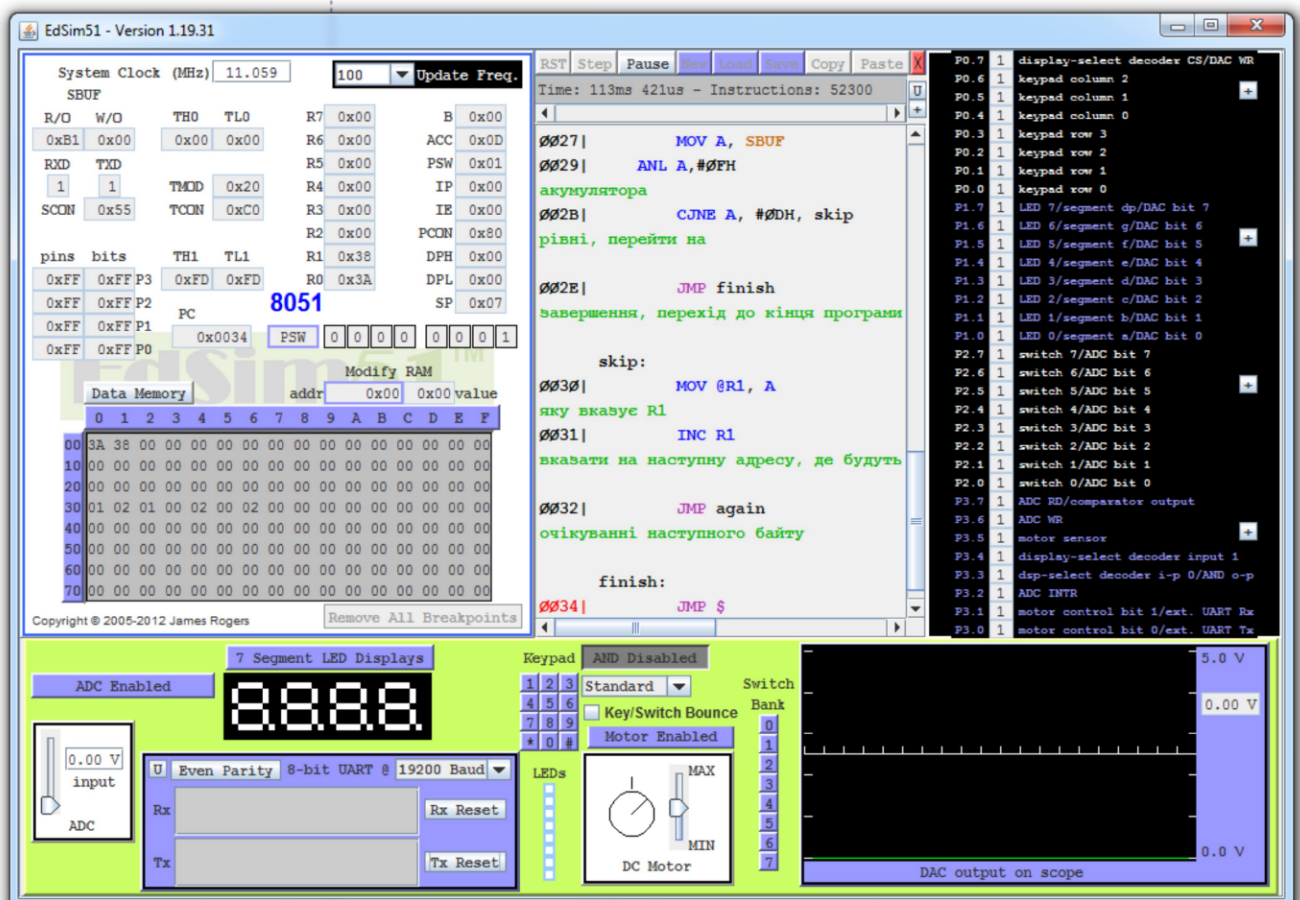 EdSim51 - Version 1.19.31
System Clock (MHz) 11.059 100 Update Freq.
SBUF
R/O W/O TH0 TL0 R7 0x00 B 0x00
0xB1 0x00 0x00 0x00 R6 0x00 ACC 0x0D
RXD TXD R5 0x00 PSW 0x01
1 1 TMOD 0x20 R4 0x00 IP 0x00
SCON 0x55 TCON 0xC0 R3 0x00 IE 0x00
R2 0x00 PCON 0x80
pins bits TH1 TL1 R1 0x38 DPH 0x00
0xFF 0xFF P3 0xFD 0xFD R0 0x3A DPL 0x00
0xFF 0xFF P2 8051 SP 0x07
0xFF 0xFF P1 PC
0xFF 0xFF P0 0x0034 PSW 0 0 0 0 0 0 0 1
EdSim51™
Modify RAM
Data Memory addr 0x00 0x00 value
0 1 2 3 4 5 6 7 8 9 A B C D E F
00 3A 38 00 00 00 00 00 00 00 00 00 00 00 00 00 00
10 00 00 00 00 00 00 00 00 00 00 00 00 00 00 00 00
20 00 00 00 00 00 00 00 00 00 00 00 00 00 00 00 00
30 01 02 01 00 02 00 02 00 00 00 00 00 00 00 00 00
40 00 00 00 00 00 00 00 00 00 00 00 00 00 00 00 00
50 00 00 00 00 00 00 00 00 00 00 00 00 00 00 00 00
60 00 00 00 00 00 00 00 00 00 00 00 00 00 00 00 00
70 00 00 00 00 00 00 00 00 00 00 00 00 00 00 00 00
Copyright © 2005-2012 James Rogers Remove All Breakpoints
RST Step Pause New Load Save Copy Paste X
Time: 113ms 421us - Instructions: 52300 U
+
0027| MOV A, SBUF
0029| ANL A,#0FH
акумулятора
002B| CJNE A, #0DH, skip
рівні, перейти на
002E| JMP finish
завершення, перехід до кінця програми
skip:
0030| MOV @R1, A
яку вказує R1
0031| INC R1
вказати на наступну адресу, де будуть
0032| JMP again
очікуванні наступного байту
finish:
0034| JMP $
P0.7 1 display-select decoder CS/DAC WR
P0.6 1 keypad column 2
P0.5 1 keypad column 1
P0.4 1 keypad column 0
P0.3 1 keypad row 3
P0.2 1 keypad row 2
P0.1 1 keypad row 1
P0.0 1 keypad row 0
P1.7 1 LED 7/segment dp/DAC bit 7
P1.6 1 LED 6/segment g/DAC bit 6
P1.5 1 LED 5/segment f/DAC bit 5
P1.4 1 LED 4/segment e/DAC bit 4
P1.3 1 LED 3/segment d/DAC bit 3
P1.2 1 LED 2/segment c/DAC bit 2
P1.1 1 LED 1/segment b/DAC bit 1
P1.0 1 LED 0/segment a/DAC bit 0
P2.7 1 switch 7/ADC bit 7
P2.6 1 switch 6/ADC bit 6
P2.5 1 switch 5/ADC bit 5
P2.4 1 switch 4/ADC bit 4
P2.3 1 switch 3/ADC bit 3
P2.2 1 switch 2/ADC bit 2
P2.1 1 switch 1/ADC bit 1
P2.0 1 switch 0/ADC bit 0
P3.7 1 ADC RD/comparator output
P3.6 1 ADC WR
P3.5 1 motor sensor
P3.4 1 display-select decoder input 1
P3.3 1 dsp-select decoder i-p 0/AND o-p
P3.2 1 ADC INTR
P3.1 1 motor control bit 1/ext. UART Rx
P3.0 1 motor control bit 0/ext. UART Tx
7 Segment LED Displays
ADC Enabled
8.8.8.8.
0.00 V
input
ADC
U Even Parity 8-bit UART @ 19200 Baud
Rx Rx Reset
Tx Tx Reset
Keypad AND Disabled
1 2 3 Standard
4 5 6 Key/Switch Bounce
7 8 9
* 0 # Motor Enabled
LEDs
MAX
MIN
DC Motor
Switch
Bank
0
1
2
3
4
5
6
7
5.0 V
0.00 V
0.0 V
DAC output on scope